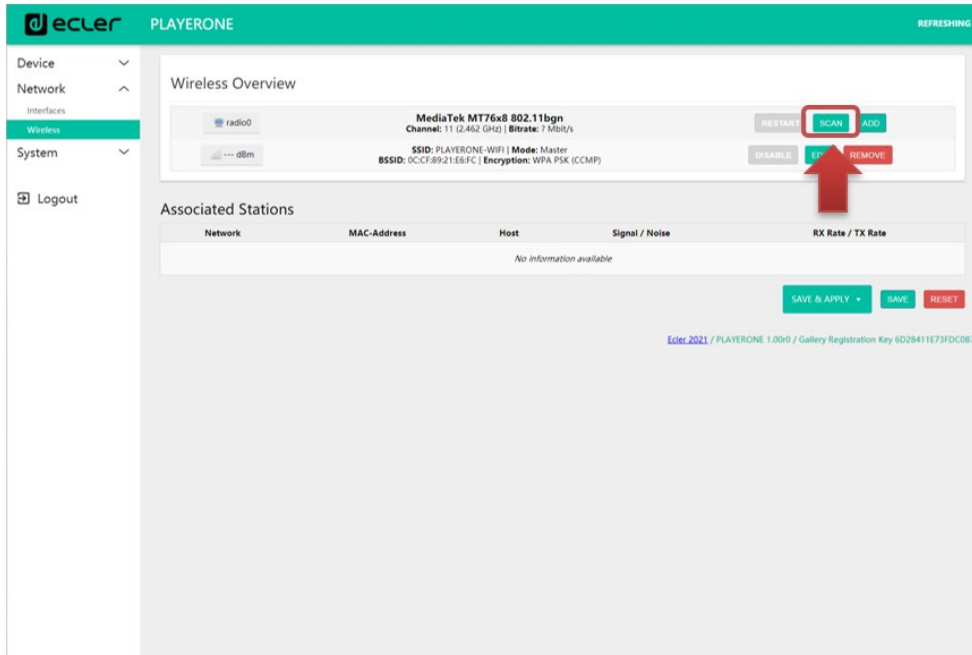 ecler
PLAYERONE
REFRESHING
Device
Network
Interfaces
Wireless
System
Logout
Wireless Overview
radio0
MediaTek MT76x8 802.11bgn
Channel: 11 (2.462 GHz) | Bitrate: ? Mbit/s
RESTART SCAN ADD
--- dBm
SSID: PLAYERONE-WIFI | Mode: Master
BSSID: 0C:CF:89:21:E6:FC | Encryption: WPA PSK (CCMP)
DISABLE REMOVE
Associated Stations
Network MAC-Address Host Signal / Noise RX Rate / TX Rate
No information available
SAVE & APPLY SAVE RESET
Ecler 2021 / PLAYERONE 1.00r0 / Gallery Registration Key